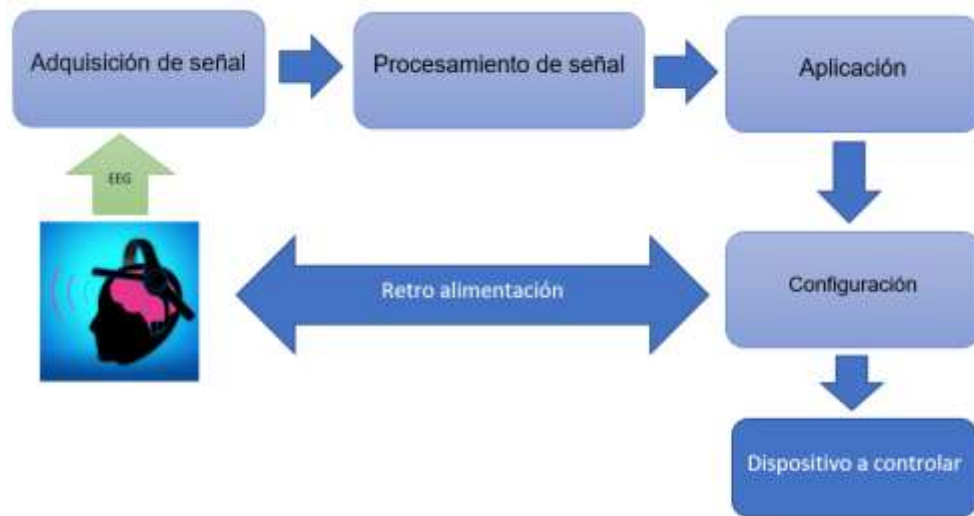 Adquisición de señal
Procesamiento de señal
Aplicación
EEG
Retro alimentación
Configuración
Dispositivo a controlar